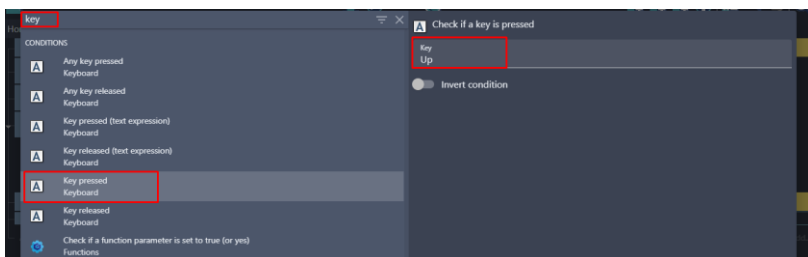 key
Ho
CONDITIONS
Any key pressed
Keyboard
Any key released
Keyboard
Key pressed (text expression)
Keyboard
Key released (text expression)
Keyboard
Key pressed
Keyboard
Key released
Keyboard
Check if a function parameter is set to true (or yes)
Functions
Check if a key is pressed
Key
Up
Invert condition